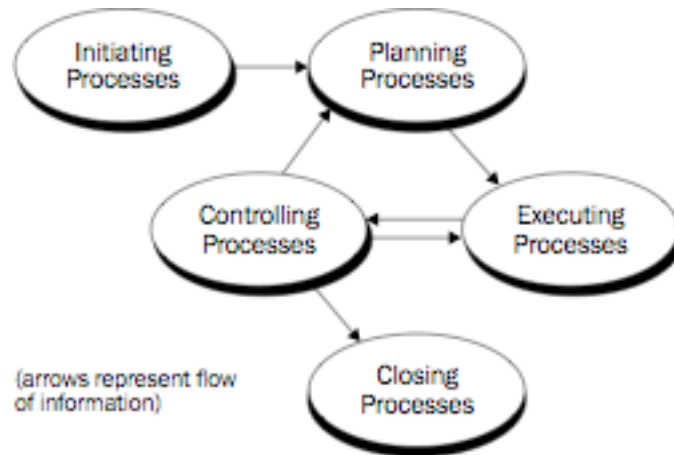 Initiating
Processes
Planning
Processes
Controlling
Processes
Executing
Processes
Closing
Processes
(arrows represent flow
of information)